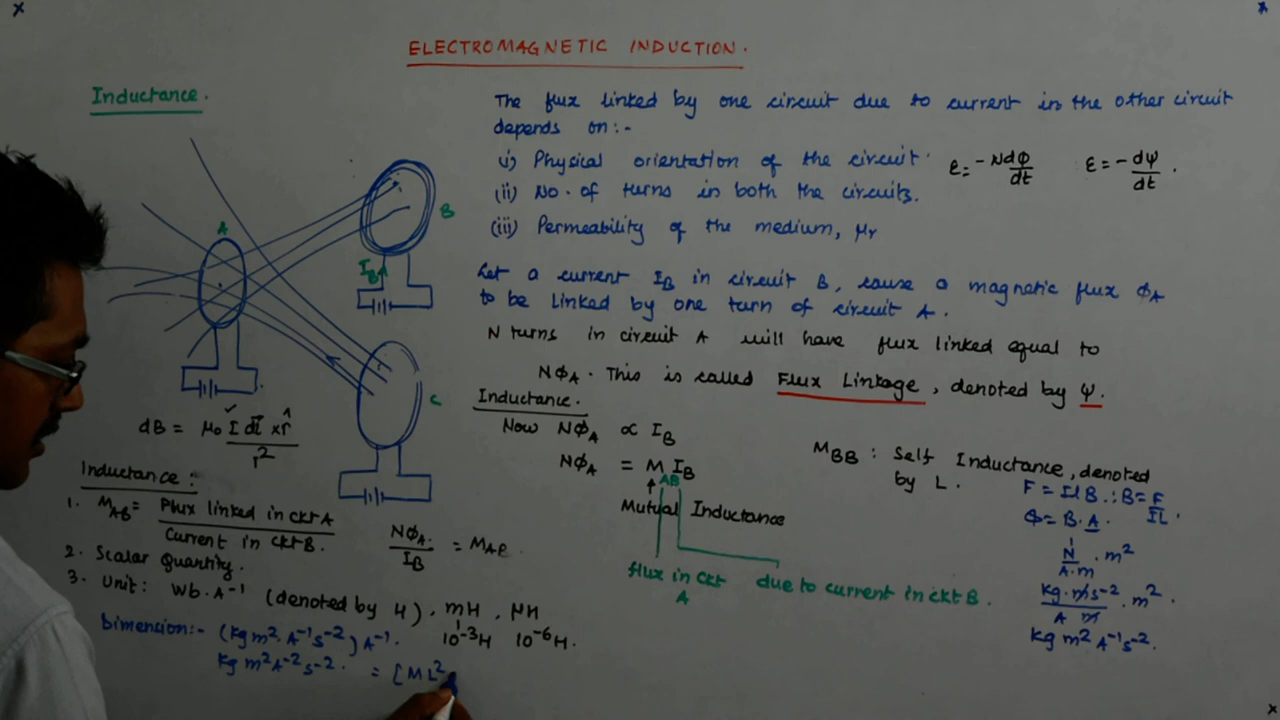 ELECTROMAGNETIC INDUCTION.
Inductance.
The flux linked by one circuit due to current in the other circuit
depends on:-
(i) Physical orientation of the circuit.
ε = -Ndφ/dt
ε = -dψ/dt.
(ii) No. of turns in both the circuits.
(iii) Permeability of the medium, μr
Let a current IB in circuit B, cause a magnetic flux ΦA
to be linked by one turn of circuit A.
N turns in circuit A will have flux linked equal to
NΦA. This is called Flux Linkage, denoted by Ψ.
A
B
IB
C
dB = μ0 I dl x r̂ / r²
Inductance.
Now NΦA ∝ IB
NΦA = MAB IB
Mutual Inductance
flux in ckt A
due to current in ckt B.
MBB : Self Inductance, denoted
by L.
F = IlB ∴ B = F/IL.
Φ = B.A.
N/A.m . m²
kg.ms-2/A m . m².
kg m² A-1s-2.
Inductance :
1. MAB = Flux linked in ckt A / Current in ckt B.
NΦA/IB = MAB.
2. Scalar Quantity.
3. Unit: Wb.A-1 (denoted by H), mH, μH
10-3H 10-6H.
Dimension:- (kg m² A-1s-2) A-1.
kg m²A-2s-2. = [ML²